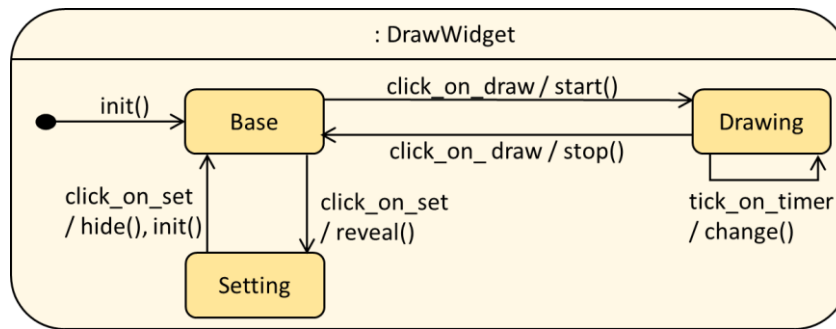 : DrawWidget
init()
Base
click_on_draw / start()
Drawing
click_on_ draw / stop()
click_on_set
/ hide(), init()
click_on_set
/ reveal()
tick_on_timer
/ change()
Setting